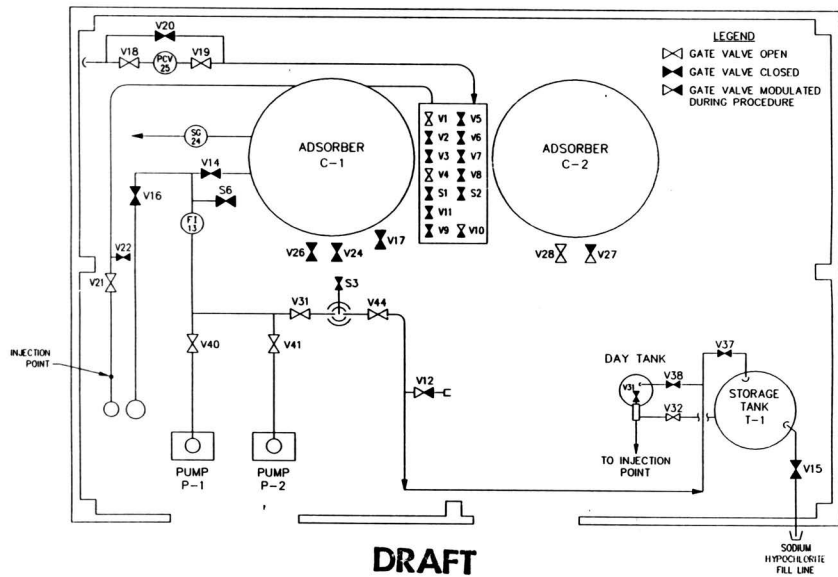 V20
V18
PCV
25
V19
LEGEND
GATE VALVE OPEN
GATE VALVE CLOSED
GATE VALVE MODULATED
DURING PROCEDURE
SG
24
V14
S6
V16
FI
13
V22
V21
INJECTION
POINT
ADSORBER
C-1
V1 V5
V2 V6
V3 V7
V4 V8
S1 S2
V11
V9 V10
ADSORBER
C-2
V26
V24
V17
V28
V27
S3
V31
V44
V40
V41
V12
PUMP
P-1
PUMP
P-2
DAY TANK
V31
V38
V32
V37
STORAGE
TANK
T-1
V15
TO INJECTION
POINT
SODIUM
HYPOCHLORITE
FILL LINE
DRAFT